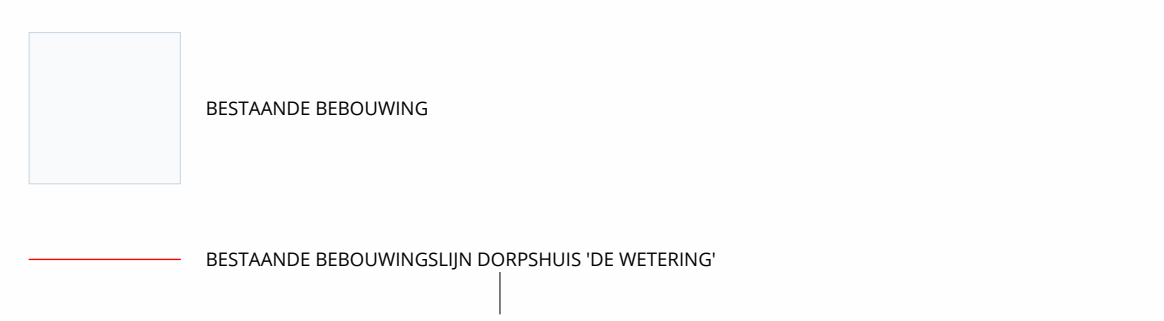 BESTAANDE BEBOUWING
BESTAANDE BEBOUWINGSLIJN DORPSHUIS 'DE WETERING'